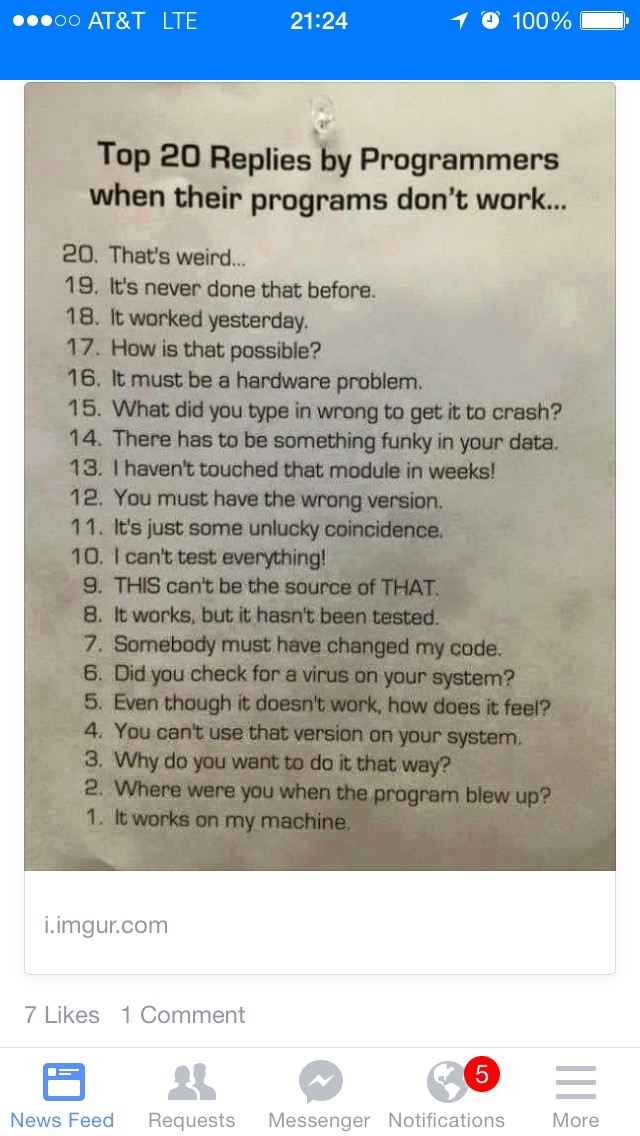 AT&T LTE 21:24 100%
Top 20 Replies by Programmers
when their programs don't work...
20. That's weird...
19. It's never done that before.
18. It worked yesterday.
17. How is that possible?
16. It must be a hardware problem.
15. What did you type in wrong to get it to crash?
14. There has to be something funky in your data.
13. I haven't touched that module in weeks!
12. You must have the wrong version.
11. It's just some unlucky coincidence.
10. I can't test everything!
9. THIS can't be the source of THAT.
8. It works, but it hasn't been tested.
7. Somebody must have changed my code.
6. Did you check for a virus on your system?
5. Even though it doesn't work, how does it feel?
4. You can't use that version on your system.
3. Why do you want to do it that way?
2. Where were you when the program blew up?
1. It works on my machine.
i.imgur.com
7 Likes 1 Comment
5
News Feed Requests Messenger Notifications More